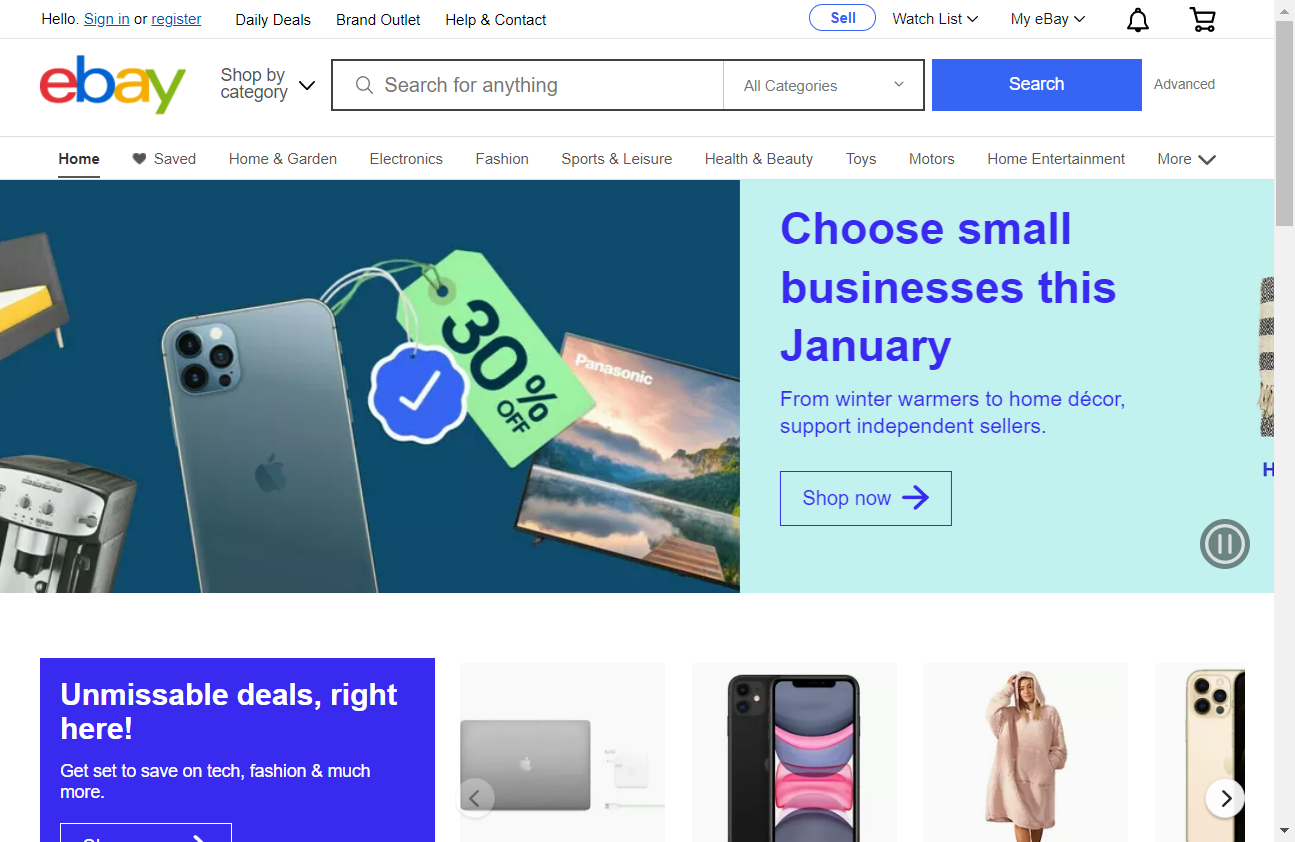 Hello. Sign in or register Daily Deals Brand Outlet Help & Contact Sell Watch List My eBay
ebay
Shop by
category
Search for anything All Categories Search Advanced
Home Saved Home & Garden Electronics Fashion Sports & Leisure Health & Beauty Toys Motors Home Entertainment More
30%
OFF
Panasonic
Choose small
businesses this
January
From winter warmers to home décor,
support independent sellers.
Shop now
H
Unmissable deals, right
here!
Get set to save on tech, fashion & much
more.